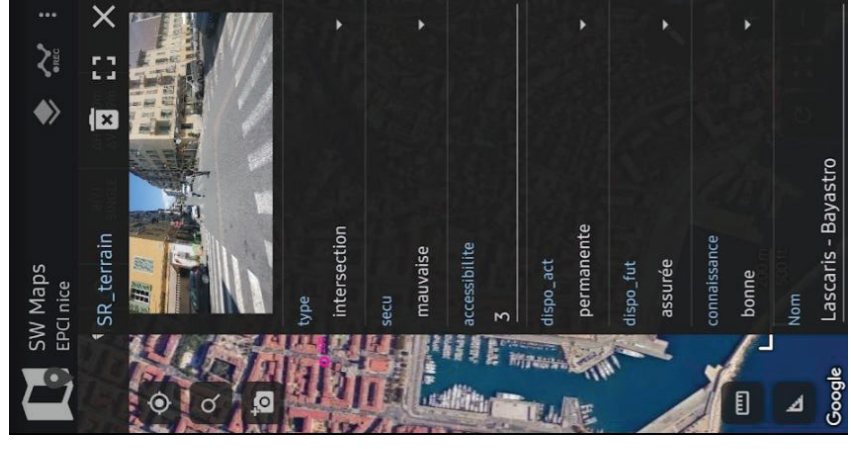 SW Maps
EPCI nice
REC
SR_terrain
type
intersection
secu
mauvaise
accessibilite
3
dispo_act
permanente
dispo_fut
assurée
connaissance
bonne
Nom
Lascaris - Bayastro
Google